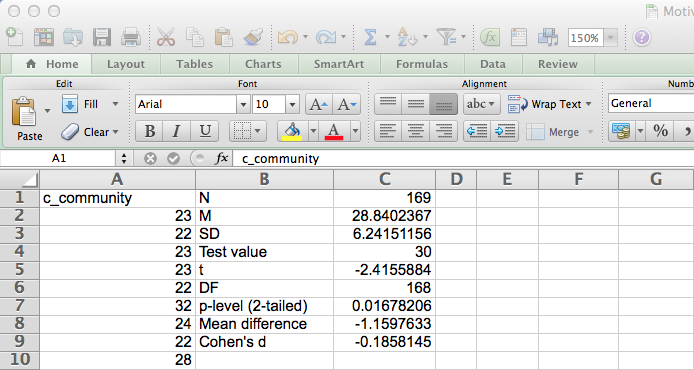 Motiv
150%
Home Layout Tables Charts SmartArt Formulas Data Review
Edit Font Alignment Numb
Fill Arial 10 A A abc Wrap Text General
Paste Clear B I U A Merge % ,
A1 fx c_community
A B C D E F G
1 c_community N 169
2 23 M 28.8402367
3 22 SD 6.24151156
4 23 Test value 30
5 23 t -2.4155884
6 22 DF 168
7 32 p-level (2-tailed) 0.01678206
8 24 Mean difference -1.1597633
9 22 Cohen's d -0.1858145
10 28